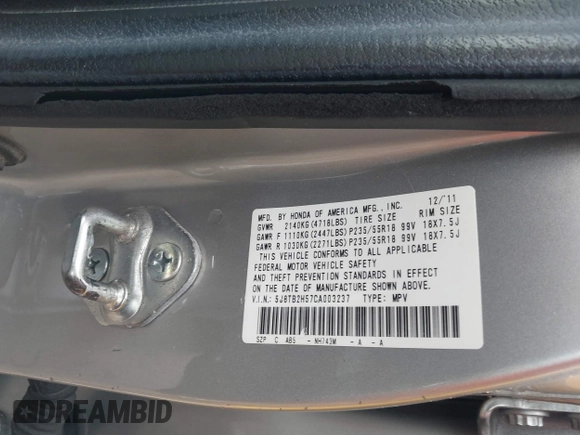 MFD. BY HONDA OF AMERICA MFG., INC. 12/11
GVWR 2140KG(4718LBS) TIRE SIZE RIM SIZE
GAWR F 1110KG(2447LBS)P235/55R18 99V 18X7.5J
GAWR R 1030KG(2271LBS)P235/55R18 99V 18X7.5J
THIS VEHICLE CONFORMS TO ALL APPLICABLE
FEDERAL MOTOR VEHICLE SAFETY
AND THEFT PREVENTION STANDARDS IN EFFECT
ON THE DATE OF MANUFACTURE SHOWN ABOVE.
V.I.N.: 5J8TB2H57CA003237 TYPE: MPV
SZP C AB5 - NH743M - A - A
DREAMBID